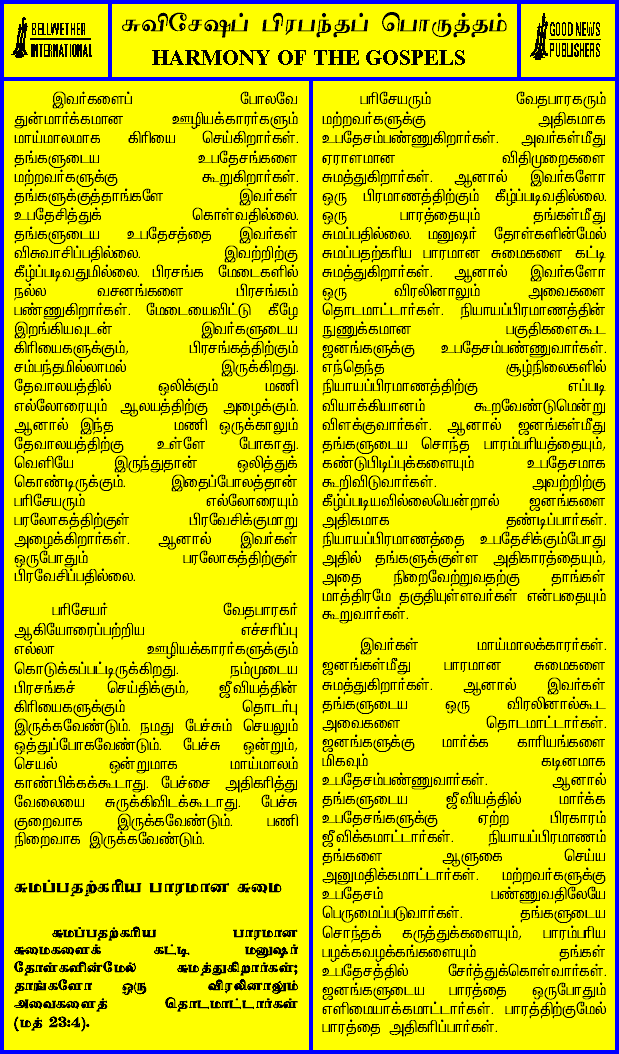 BELLWETHER
INTERNATIONAL
சுவிசேஷப் பிரபந்தப் பொருத்தம்
HARMONY OF THE GOSPELS
GOOD NEWS
PUBLISHERS
இவர்களைப் போலவே
துன்மார்க்கமான ஊழியக்காரர்களும்
மாய்மாலமாக கிரியை செய்கிறார்கள்.
தங்களுடைய உபதேசங்களை
மற்றவர்களுக்கு கூறுகிறார்கள்.
தங்களுக்குத்தாங்களே இவர்கள்
உபதேசித்துக் கொள்வதில்லை.
தங்களுடைய உபதேசத்தை இவர்கள்
விசுவாசிப்பதில்லை. இவற்றிற்கு
கீழ்ப்படிவதுமில்லை. பிரசங்க மேடைகளில்
நல்ல வசனங்களை பிரசங்கம்
பண்ணுகிறார்கள். மேடையைவிட்டு கீழே
இறங்கியவுடன் இவர்களுடைய
கிரியைகளுக்கும், பிரசங்கத்திற்கும்
சம்பந்தமில்லாமல் இருக்கிறது.
தேவாலயத்தில் ஒலிக்கும் மணி
எல்லோரையும் ஆலயத்திற்கு அழைக்கும்.
ஆனால் இந்த மணி ஒருக்காலும்
தேவாலயத்திற்கு உள்ளே போகாது.
வெளியே இருந்துதான் ஒலித்துக்
கொண்டிருக்கும். இதைப்போலத்தான்
பரிசேயரும் எல்லோரையும்
பரலோகத்திற்குள் பிரவேசிக்குமாறு
அழைக்கிறார்கள். ஆனால் இவர்கள்
ஒருபோதும் பரலோகத்திற்குள்
பிரவேசிப்பதில்லை.
பரிசேயர் வேதபாரகர்
ஆகியோரைப்பற்றிய எச்சரிப்பு
எல்லா ஊழியக்காரர்களுக்கும்
கொடுக்கப்பட்டிருக்கிறது. நம்முடைய
பிரசங்கச் செய்திக்கும், ஜீவியத்தின்
கிரியைகளுக்கும் தொடர்பு
இருக்கவேண்டும். நமது பேச்சும் செயலும்
ஒத்துப்போகவேண்டும். பேச்சு ஒன்றும்,
செயல் ஒன்றுமாக மாய்மாலம்
காண்பிக்கக்கூடாது. பேச்சை அதிகரித்து
வேலையை சுருக்கிவிடக்கூடாது. பேச்சு
குறைவாக இருக்கவேண்டும். பணி
நிறைவாக இருக்கவேண்டும்.
சுமப்பதற்கரிய பாரமான சுமை
சுமப்பதற்கரிய பாரமான
சுமைகளைக் கட்டி மனுஷர்
தோள்களின்மேல் சுமத்துகிறார்கள்;
தாங்களோ ஒரு விரலினாலும்
அவைகளைத் தொடமாட்டார்கள்
(மத் 23:4).
பரிசேயரும் வேதபாரகரும்
மற்றவர்களுக்கு அதிகமாக
உபதேசம்பண்ணுகிறார்கள். அவர்கள்மீது
ஏராளமான விதிமுறைகளை
சுமத்துகிறார்கள். ஆனால் இவர்களோ
ஒரு பிரமாணத்திற்கும் கீழ்ப்படிவதில்லை.
ஒரு பாரத்தையும் தங்கள்மீது
சுமப்பதில்லை. மனுஷர் தோள்களின்மேல்
சுமப்பதற்கரிய பாரமான சுமைகளை கட்டி
சுமத்துகிறார்கள். ஆனால் இவர்களோ
ஒரு விரலினாலும் அவைகளை
தொடமாட்டார்கள். நியாயப்பிரமாணத்தின்
நுணுக்கமான பகுதிகளைகூட
ஜனங்களுக்கு உபதேசம்பண்ணுவார்கள்.
எந்தெந்த சூழ்நிலைகளில்
நியாயப்பிரமாணத்திற்கு எப்படி
வியாக்கியானம் கூறவேண்டுமென்று
விளக்குவார்கள். ஆனால் ஜனங்கள்மீது
தங்களுடைய சொந்த பாரம்பரியத்தையும்,
கண்டுபிடிப்புக்களையும் உபதேசமாக
கூறிவிடுவார்கள். அவற்றிற்கு
கீழ்ப்படியவில்லையென்றால் ஜனங்களை
அதிகமாக தண்டிப்பார்கள்.
நியாயப்பிரமாணத்தை உபதேசிக்கும்போது
அதில் தங்களுக்குள்ள அதிகாரத்தையும்,
அதை நிறைவேற்றுவதற்கு தாங்கள்
மாத்திரமே தகுதியுள்ளவர்கள் என்பதையும்
கூறுவார்கள்.
இவர்கள் மாய்மாலக்காரர்கள்.
ஜனங்கள்மீது பாரமான சுமைகளை
சுமத்துகிறார்கள். ஆனால் இவர்கள்
தங்களுடைய ஒரு விரலினால்கூட
அவைகளை தொடமாட்டார்கள்.
ஜனங்களுக்கு மார்க்க காரியங்களை
மிகவும் கடினமாக
உபதேசம்பண்ணுவார்கள். ஆனால்
தங்களுடைய ஜீவியத்தில் மார்க்க
உபதேசங்களுக்கு ஏற்ற பிரகாரம்
ஜீவிக்கமாட்டார்கள். நியாயப்பிரமாணம்
தங்களை ஆளுகை செய்ய
அனுமதிக்கமாட்டார்கள். மற்றவர்களுக்கு
உபதேசம் பண்ணுவதிலேயே
பெருமைப்படுவார்கள். தங்களுடைய
சொந்தக் கருத்துக்களையும், பாரம்பரிய
பழக்கவழக்கங்களையும் தங்கள்
உபதேசத்தில் சேர்த்துக்கொள்வார்கள்.
ஜனங்களுடைய பாரத்தை ஒருபோதும்
எளிமையாக்கமாட்டார்கள். பாரத்திற்குமேல்
பாரத்தை அதிகரிப்பார்கள்.